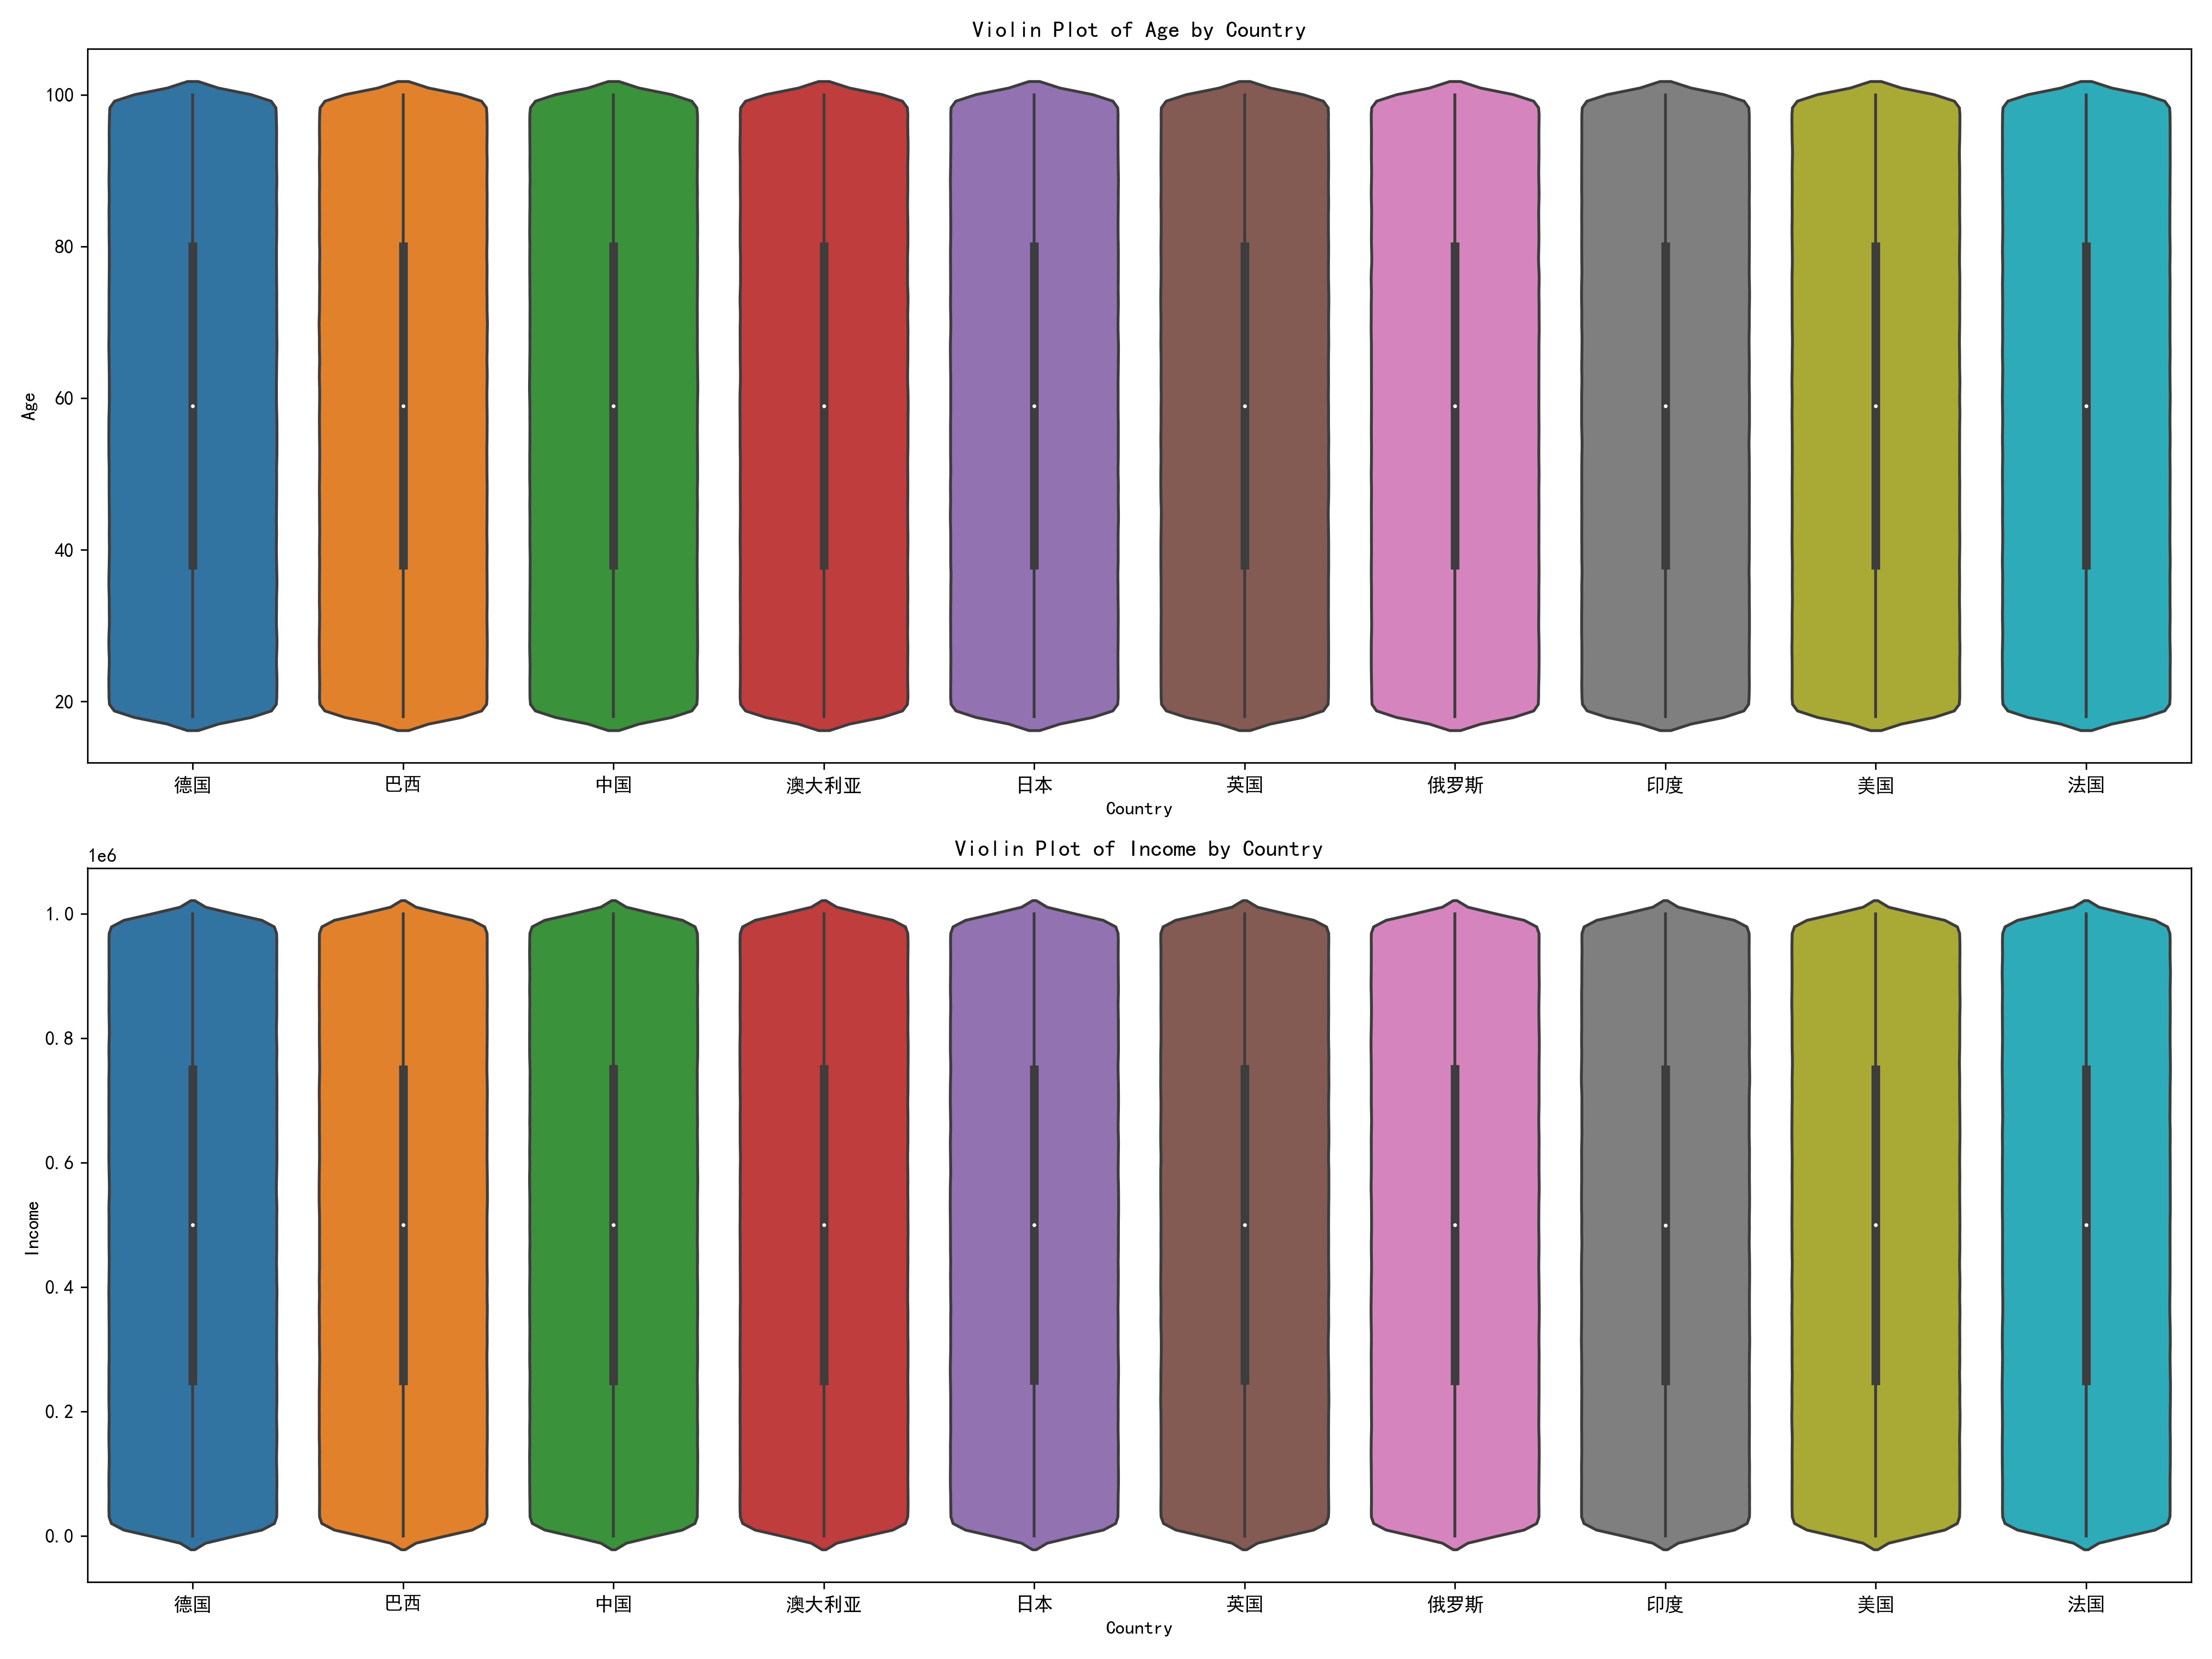 Violin Plot of Age by Country
100
80
60
40
20
Age
德国 巴西 中国 澳大利亚 日本 英国 俄罗斯 印度 美国 法国
Country
Violin Plot of Income by Country
1e6
1.0
0.8
0.6
0.4
0.2
0.0
Income
德国 巴西 中国 澳大利亚 日本 英国 俄罗斯 印度 美国 法国
Country